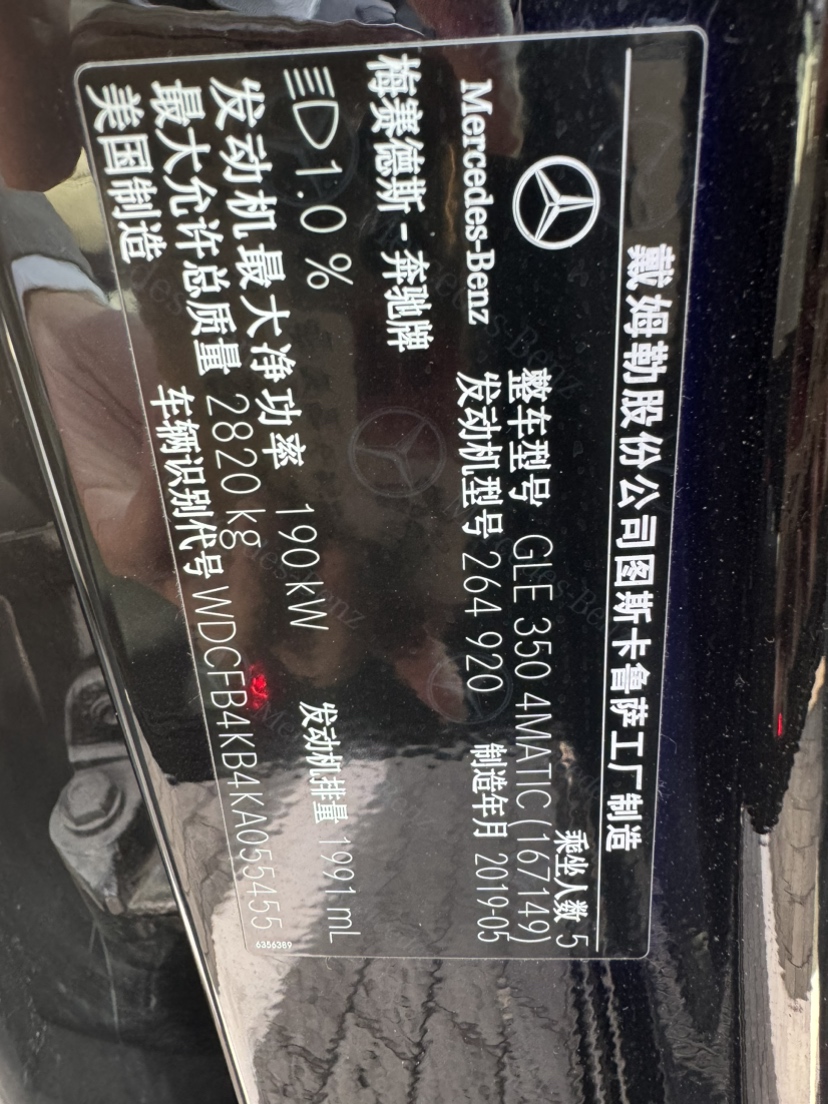 戴姆勒股份公司图斯卡鲁萨工厂制造
乘坐人数 5
Mercedes-Benz
整车型号 GLE 350 4MATIC (167149)
梅赛德斯-奔驰牌
发动机型号 264 920
制造年月 2019-05
1.0 %
发动机最大净功率 190 kW
发动机排量 1991 mL
最大允许总质量 2820 kg
美国制造
车辆识别代号 WDCFB4KB4KA055455
6356389